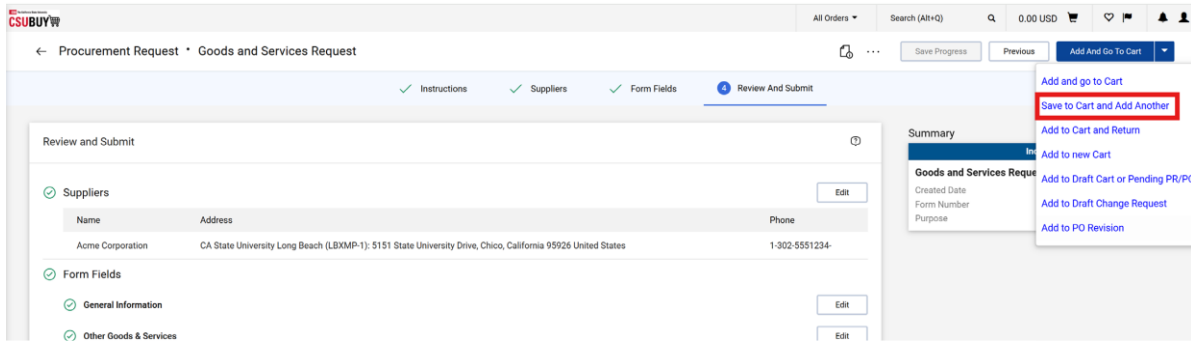 CSUBUY
All Orders
Search (Alt+Q)
0.00 USD
← Procurement Request • Goods and Services Request
...
Save Progress
Previous
Add And Go To Cart
Instructions
Suppliers
Form Fields
4 Review And Submit
Add and go to Cart
Save to Cart and Add Another
Add to Cart and Return
Add to new Cart
Add to Draft Cart or Pending PR/PO
Add to Draft Change Request
Add to PO Revision
Review and Submit
Summary
Goods and Services Reque
Created Date
Form Number
Purpose
Suppliers
Edit
Name Address Phone
Acme Corporation CA State University Long Beach (LBXMP-1): 5151 State University Drive, Chico, California 95926 United States 1-302-5551234-
Form Fields
General Information
Edit
Other Goods & Services
Edit